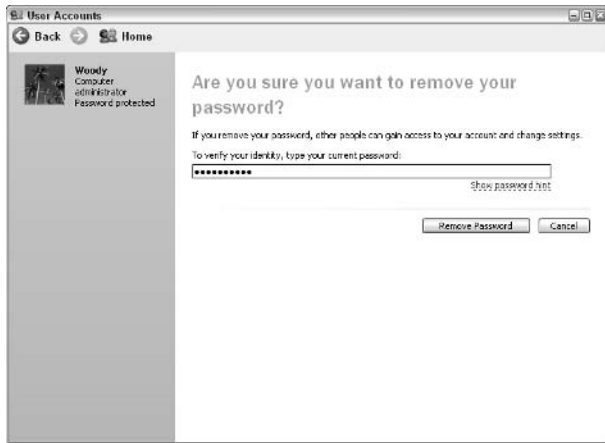 User Accounts
Back Home
Woody
Computer
administrator
Password protected
Are you sure you want to remove your
password?
If you remove your password, other people can gain access to your account and change settings.
To verify your identity, type your current password:
••••••••••
Show password hint
Remove Password Cancel